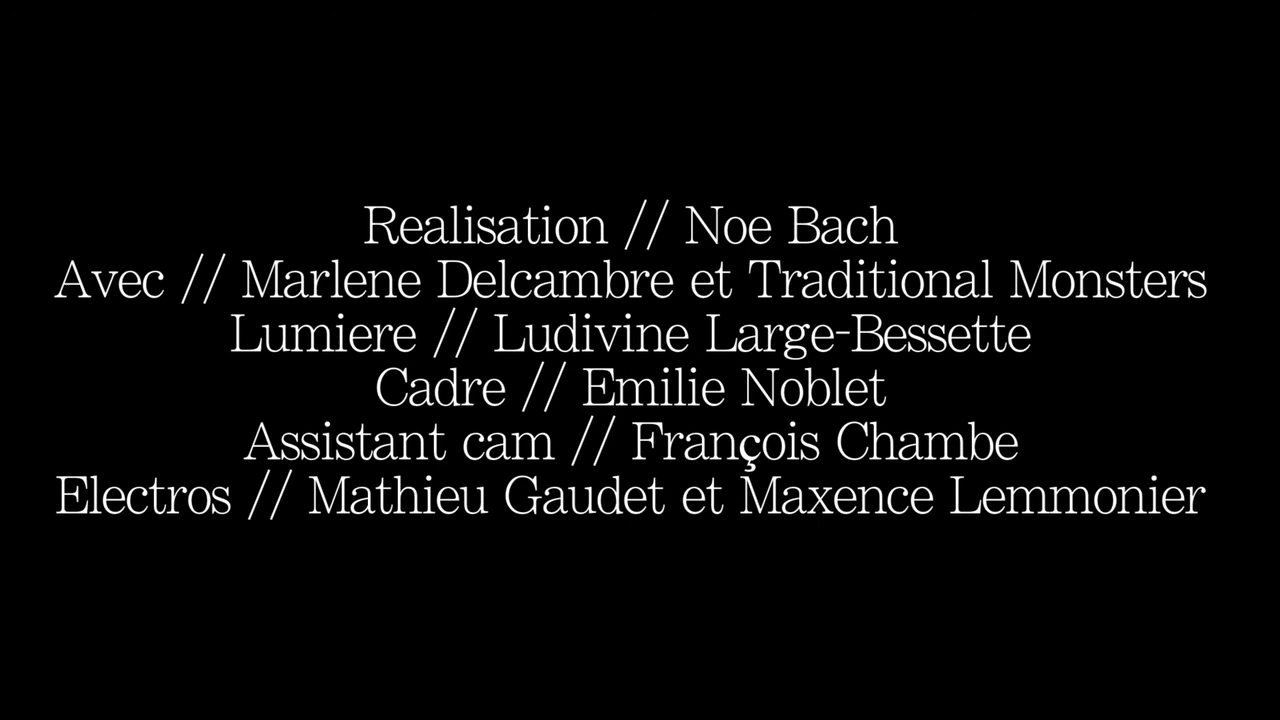 Realisation // Noe Bach
Avec // Marlene Delcambre et Traditional Monsters
Lumiere // Ludivine Large-Bessette
Cadre // Emilie Noblet
Assistant cam // François Chambe
Electros // Mathieu Gaudet et Maxence Lemmonier